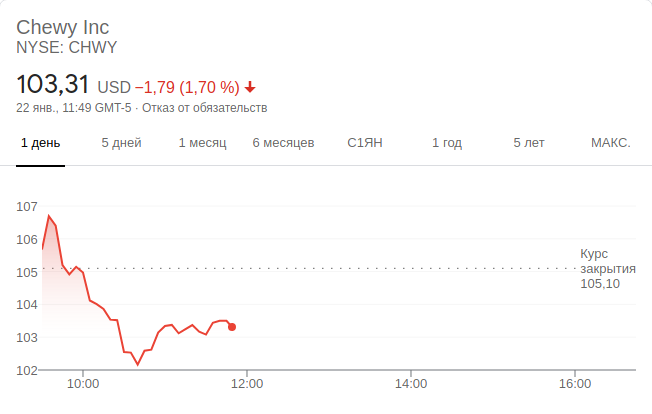 Chewy Inc
NYSE: CHWY
103,31 USD −1,79 (1,70 %)
22 янв., 11:49 GMT-5 · Отказ от обязательств
1 день 5 дней 1 месяц 6 месяцев С1ЯН 1 год 5 лет МАКС.
107
106
105
104
103
102
Курс
закрытия
105,10
10:00 12:00 14:00 16:00